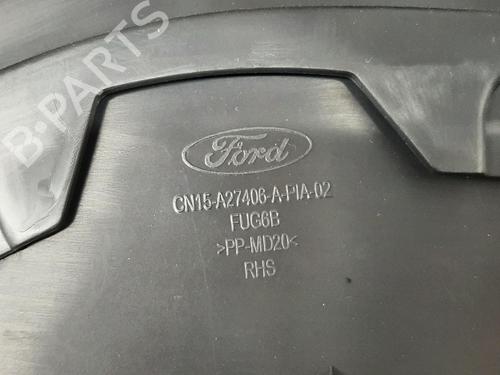 B-PARTS
Ford
CN15-A27406-A-PIA-02
FUG6B
>PP-MD20<
RHS